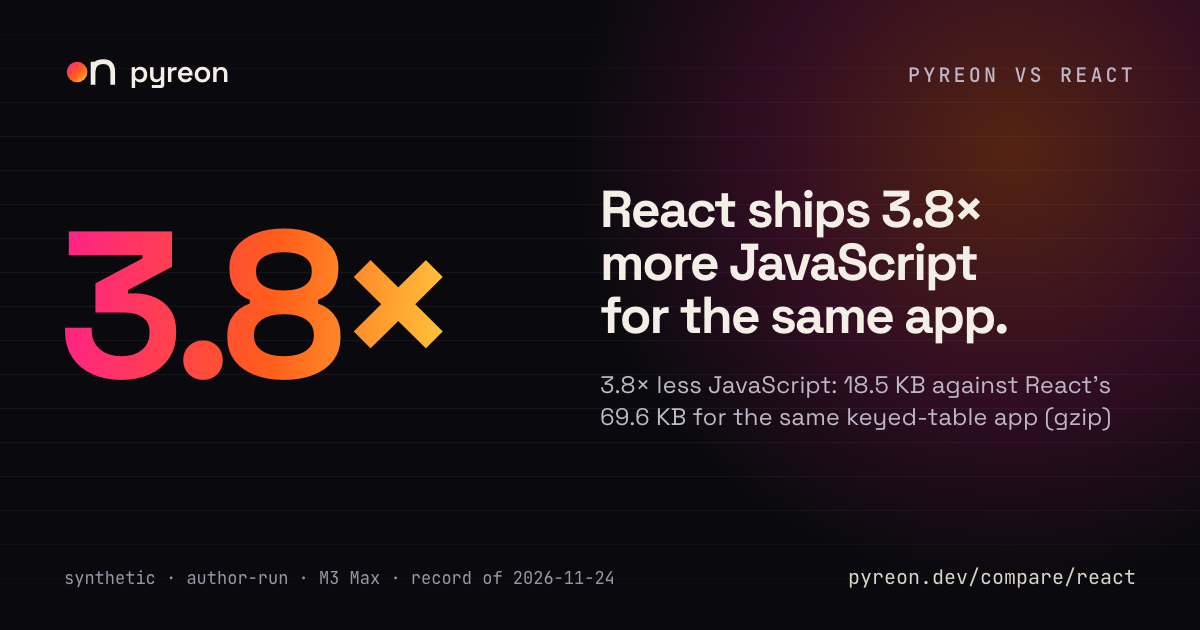 pyreon
PYREON VS REACT
3.8×
React ships 3.8×
more JavaScript
for the same app.
3.8× less JavaScript: 18.5 KB against React’s
69.6 KB for the same keyed-table app (gzip)
synthetic · author-run · M3 Max · record of 2026-11-24
pyreon.dev/compare/react